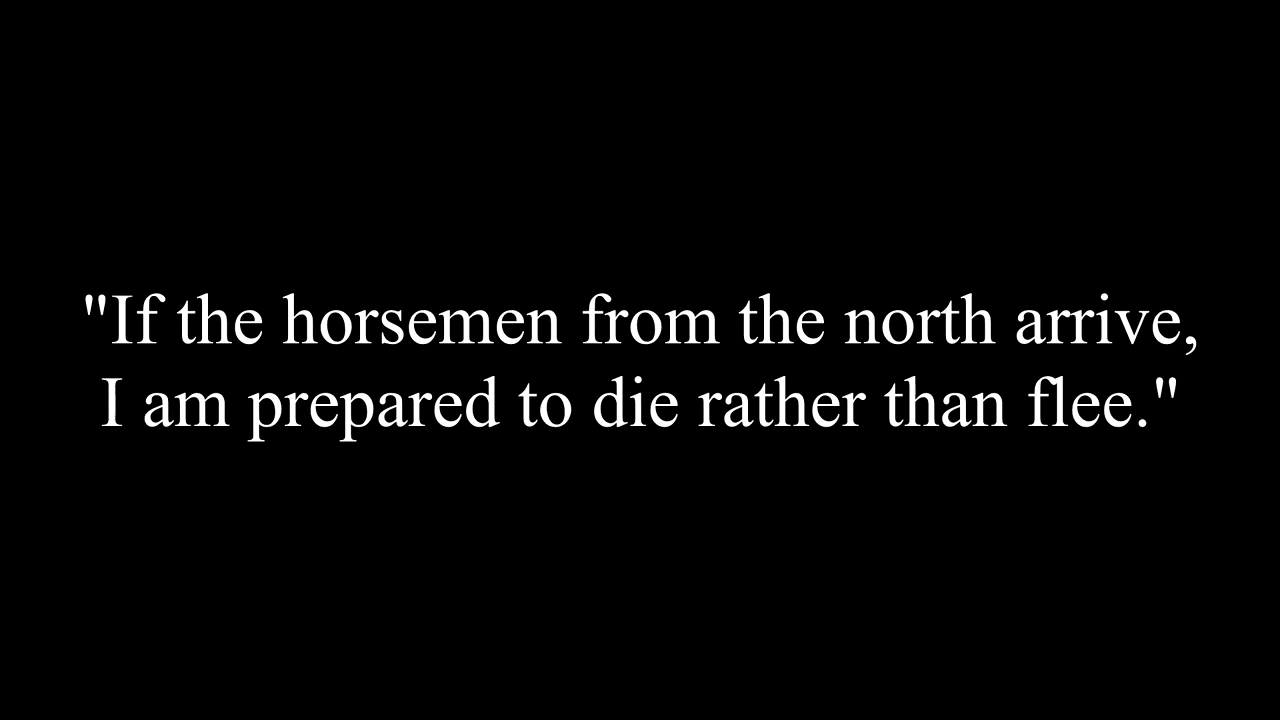 "If the horsemen from the north arrive,
I am prepared to die rather than flee."